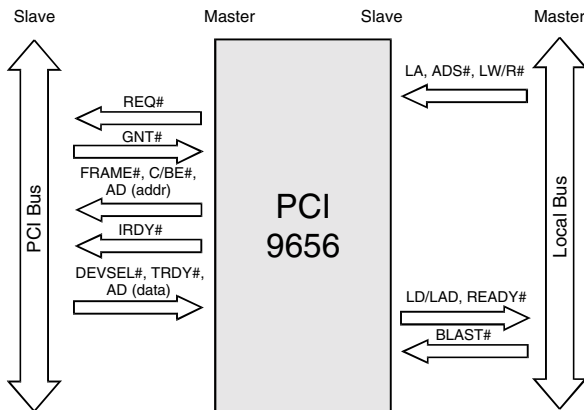 Slave Master Slave Master
LA, ADS#, LW/R#
REQ#
GNT#
FRAME#, C/BE#,
AD (addr)
IRDY#
DEVSEL#, TRDY#,
AD (data)
PCI Bus
PCI
9656
Local Bus
LD/LAD, READY#
BLAST#